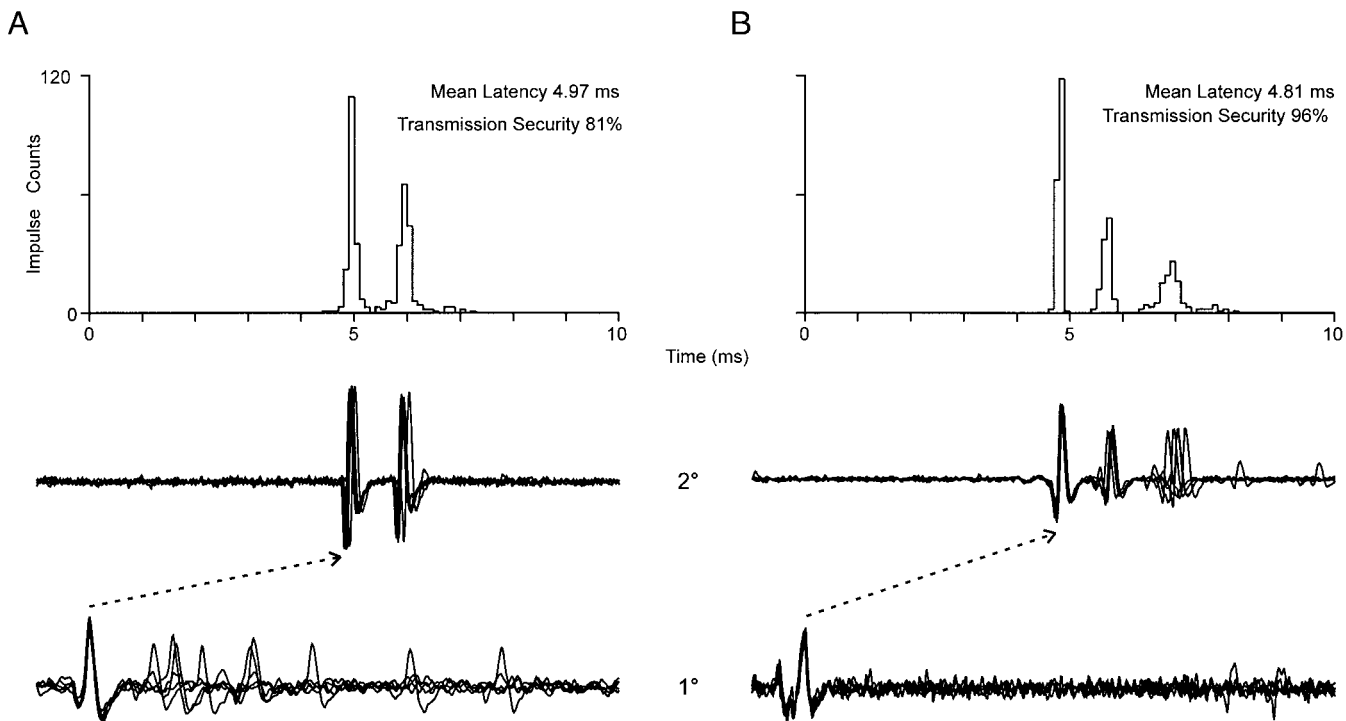 A
B
120
Mean Latency 4.97 ms
Transmission Security 81%
Mean Latency 4.81 ms
Transmission Security 96%
Impulse Counts
0
0
5
10
0
5
10
Time (ms)
2°
1°